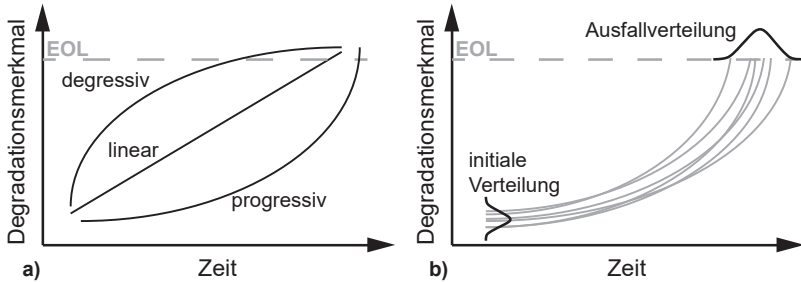 Degradationsmerkmal
EOL
degressiv
linear
progressiv
a)
Zeit
Degradationsmerkmal
EOL
Ausfallverteilung
initiale
Verteilung
b)
Zeit